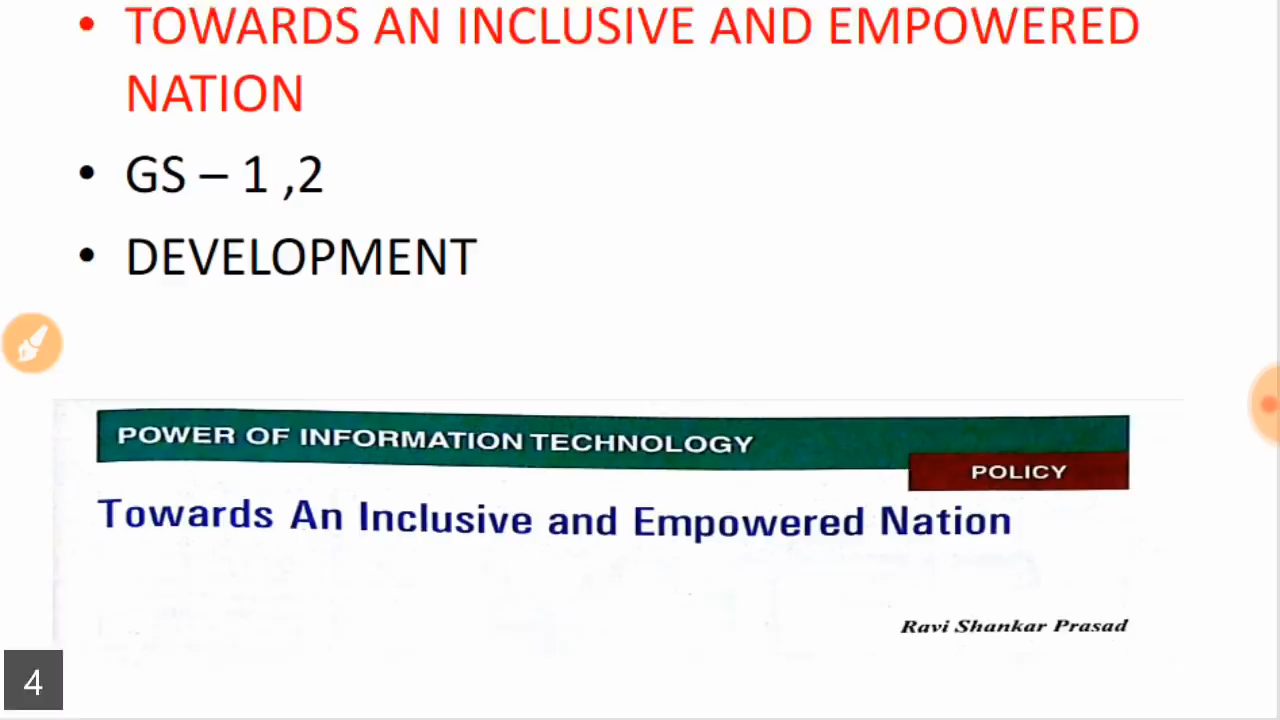 • TOWARDS AN INCLUSIVE AND EMPOWERED
NATION
• GS – 1 ,2
• DEVELOPMENT
POWER OF INFORMATION TECHNOLOGY
POLICY
Towards An Inclusive and Empowered Nation
Ravi Shankar Prasad
4